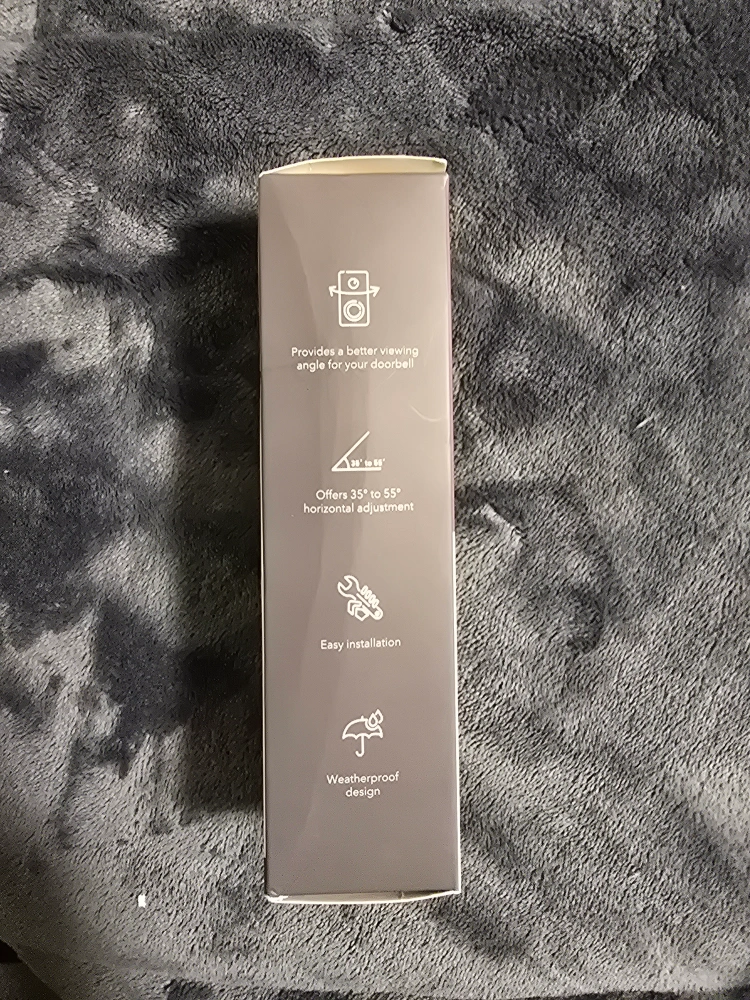 Provides a better viewing
angle for your doorbell
35° to 55°
Offers 35° to 55°
horizontal adjustment
Easy installation
Weatherproof
design